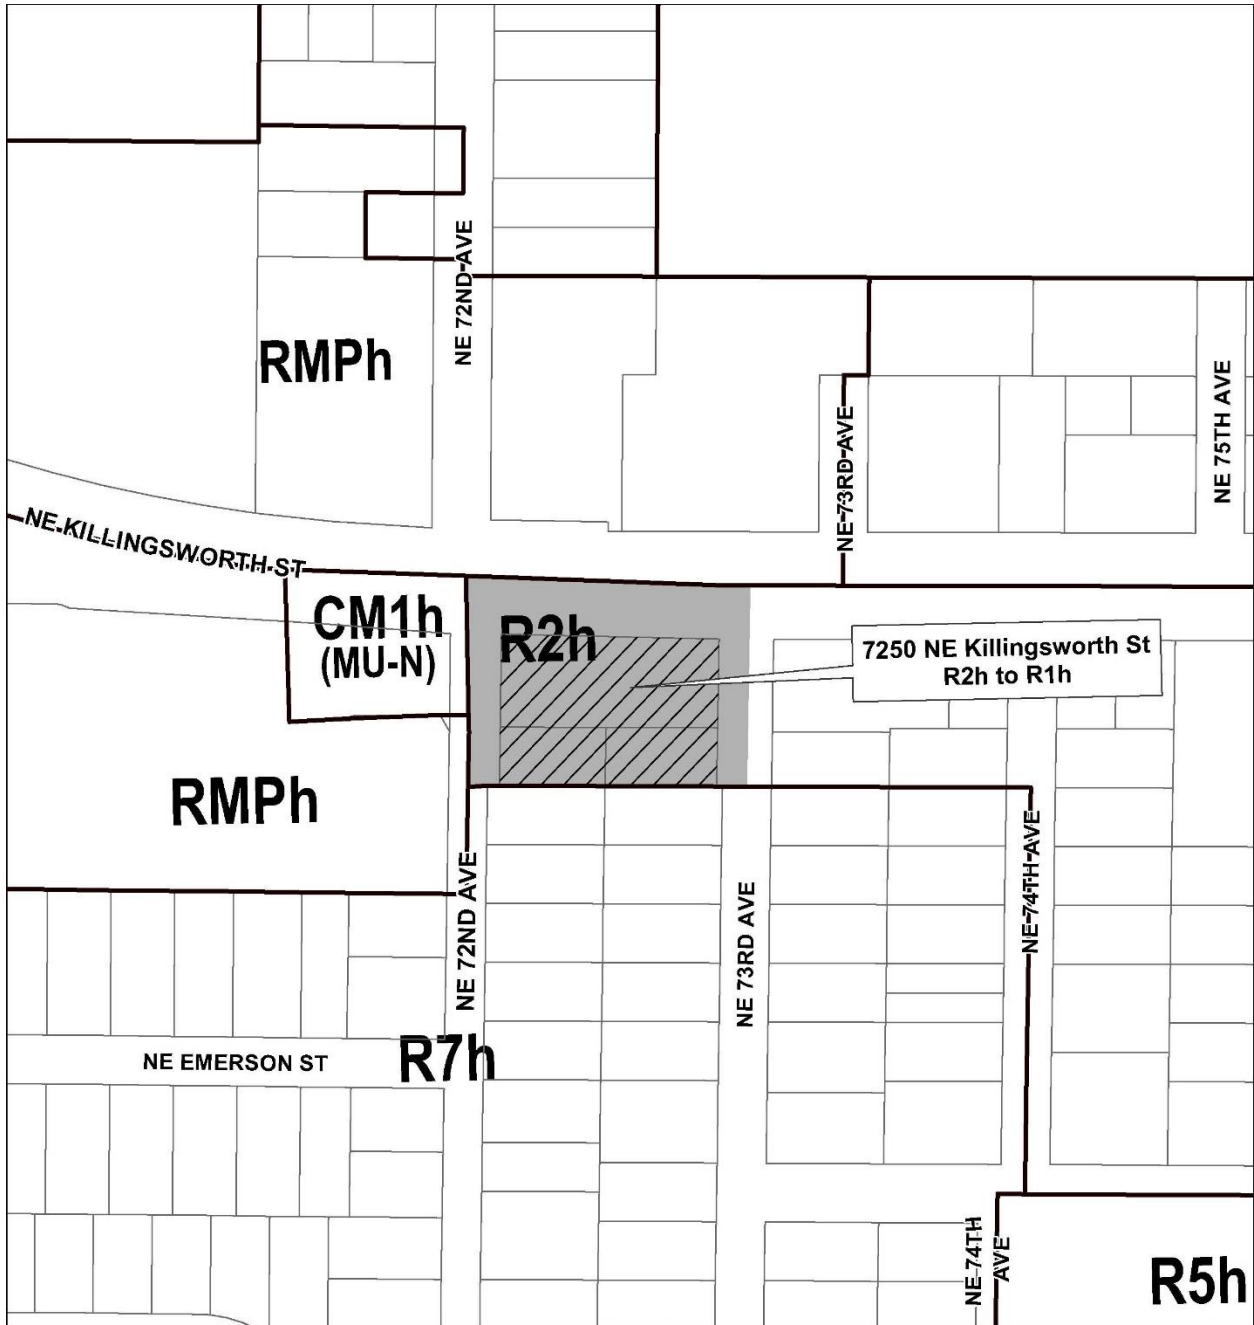 NE 72ND AVE
RMPh
NE 75TH AVE
NE 73RD AVE
NE KILLINGSWORTH ST
CM1h
(MU-N)
R2h
7250 NE Killingsworth St
R2h to R1h
RMPh
NE 72ND AVE
NE 73RD AVE
NE 74TH AVE
NE EMERSON ST
R7h
NE 74TH
AVE
R5h